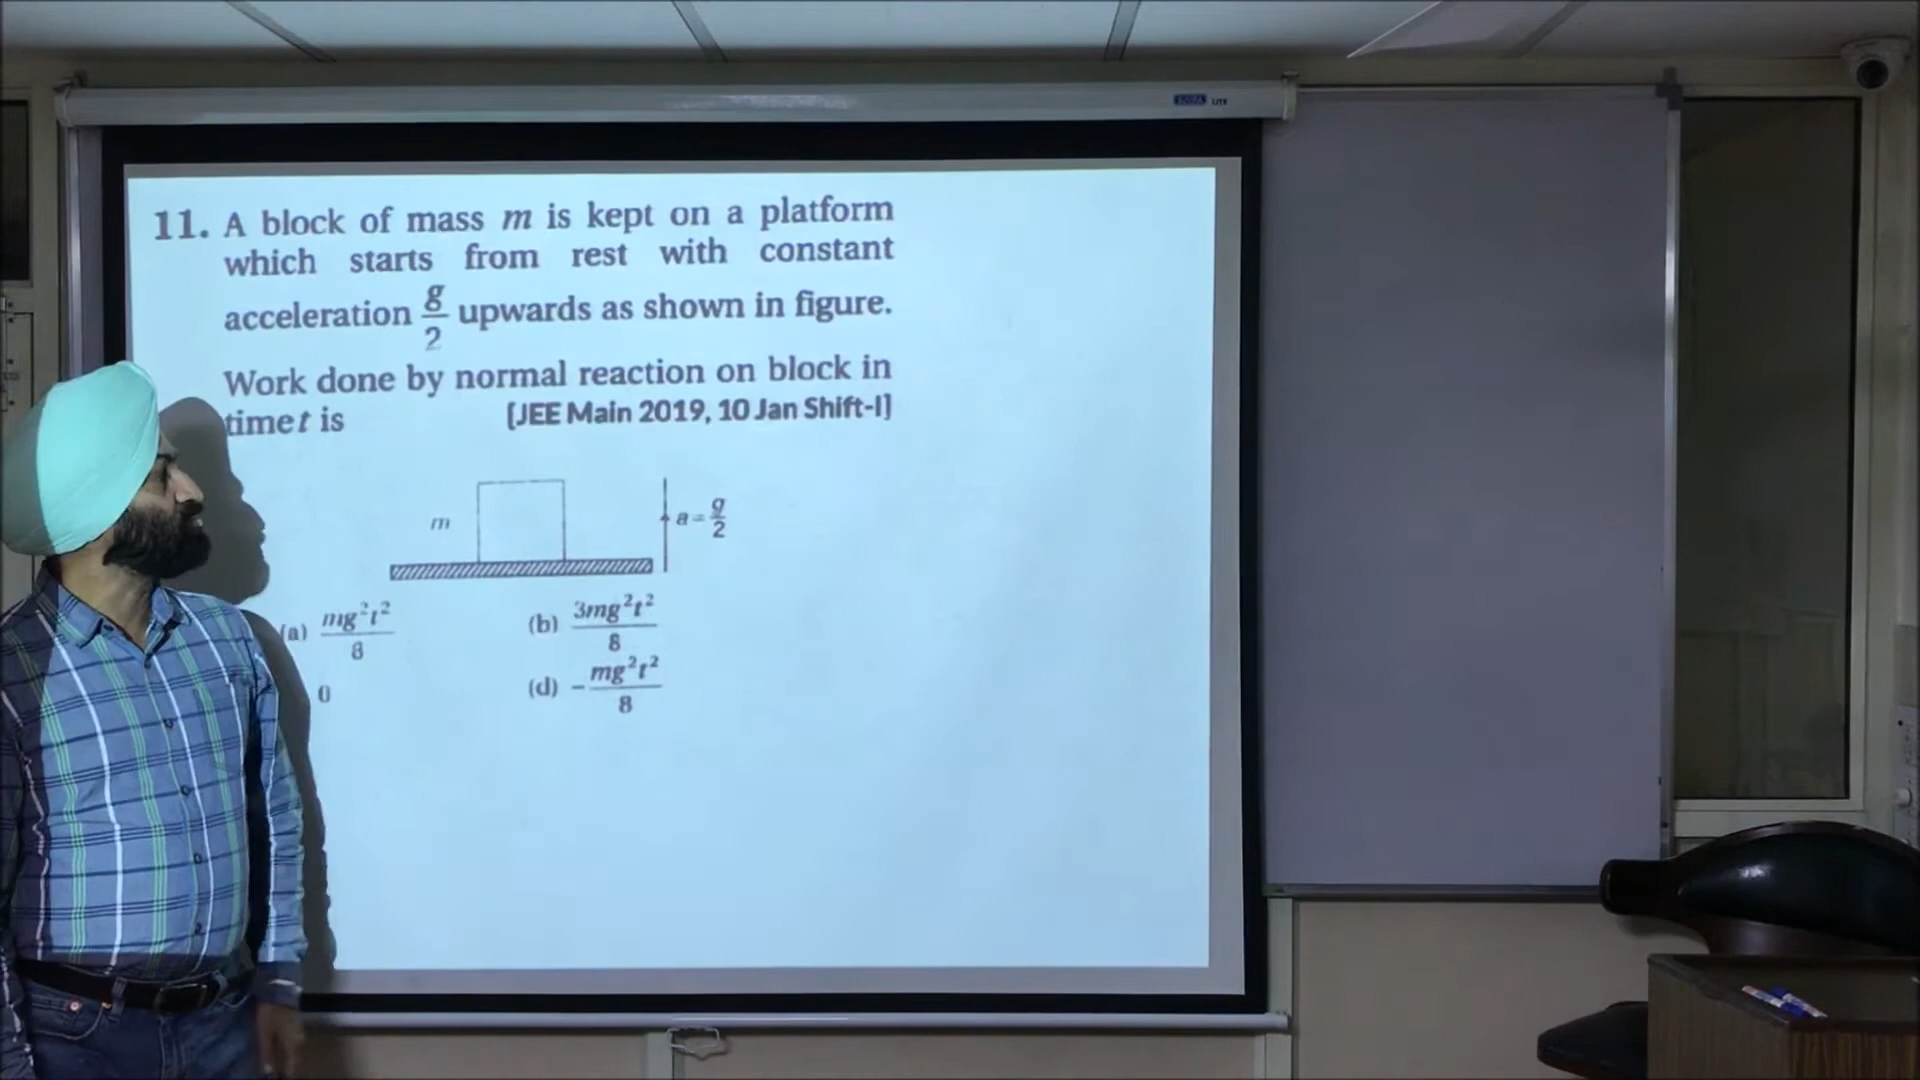 11. A block of mass m is kept on a platform
which starts from rest with constant
acceleration g/2 upwards as shown in figure.
Work done by normal reaction on block in
time t is [JEE Main 2019, 10 Jan Shift-I]
m
a = g/2
(a) mg²t²/8 (b) 3mg²t²/8
0 (d) -mg²t²/8